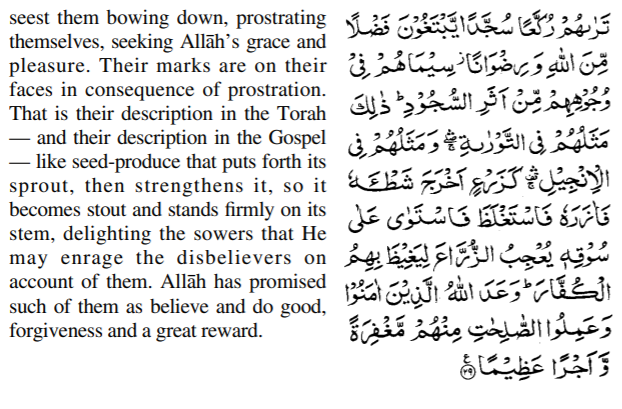 seest them bowing down, prostrating
themselves, seeking Allāh's grace and
pleasure. Their marks are on their
faces in consequence of prostration.
That is their description in the Torah
— and their description in the Gospel
— like seed-produce that puts forth its
sprout, then strengthens it, so it
becomes stout and stands firmly on its
stem, delighting the sowers that He
may enrage the disbelievers on
account of them. Allāh has promised
such of them as believe and do good,
forgiveness and a great reward.
تَرٰىهُمْ رُكَّعًا سُجَّدًا يَّبْتَغُوْنَ فَضْلًا
مِّنَ اللّٰهِ وَ رِضْوَانًا ۫ سِيْمَاهُمْ فِيْ
وُجُوْهِهِمْ مِّنْ اَثَرِ السُّجُوْدِ ؕ ذٰلِكَ
مَثَلُهُمْ فِي التَّوْرٰىةِ ۛۖۚ وَ مَثَلُهُمْ فِي
الْاِنْجِيْلِ ۛ۫ۚ كَزَرْعٍ اَخْرَجَ شَطْـَٔهٗ
فَاٰزَرَهٗ فَاسْتَغْلَظَ فَاسْتَوٰى عَلٰى
سُوْقِهٖ يُعْجِبُ الزُّرَّاعَ لِيَغِيْظَ بِهِمُ
الْكُفَّارَ ؕ وَعَدَ اللّٰهُ الَّذِيْنَ اٰمَنُوْا
وَ عَمِلُوا الصّٰلِحٰتِ مِنْهُمْ مَّغْفِرَةً
وَّ اَجْرًا عَظِيْمًا ۩ع ۲۹